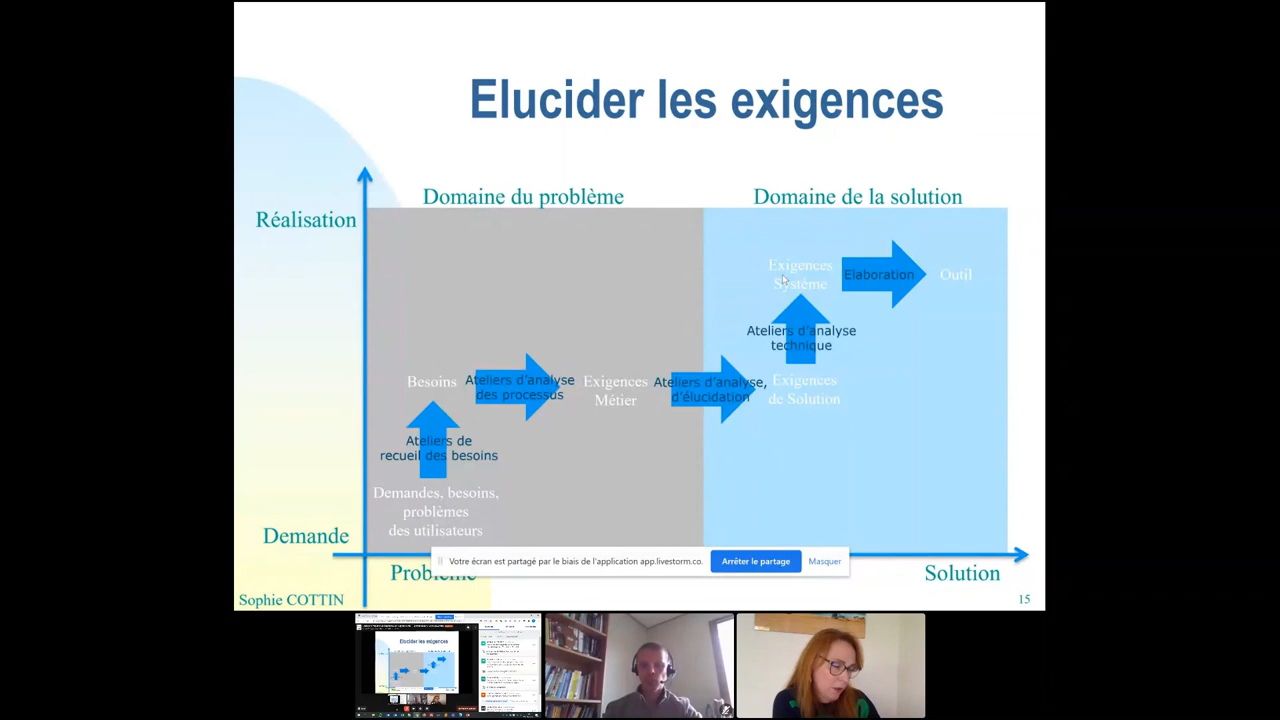 Elucider les exigences
Domaine du problème
Domaine de la solution
Réalisation
Exigences
Système
Elaboration
Outil
Ateliers d'analyse
technique
Besoins
Ateliers d'analyse
des processus
Exigences
Métier
Ateliers d'analyse,
d'élucidation
Exigences
de Solution
Ateliers de
recueil des besoins
Demandes, besoins,
problèmes
des utilisateurs
Demande
Votre écran est partagé par le biais de l'application app.livestorm.co.
Arrêter le partage
Masquer
Problème
Solution
Sophie COTTIN
15
Elucider les exigences